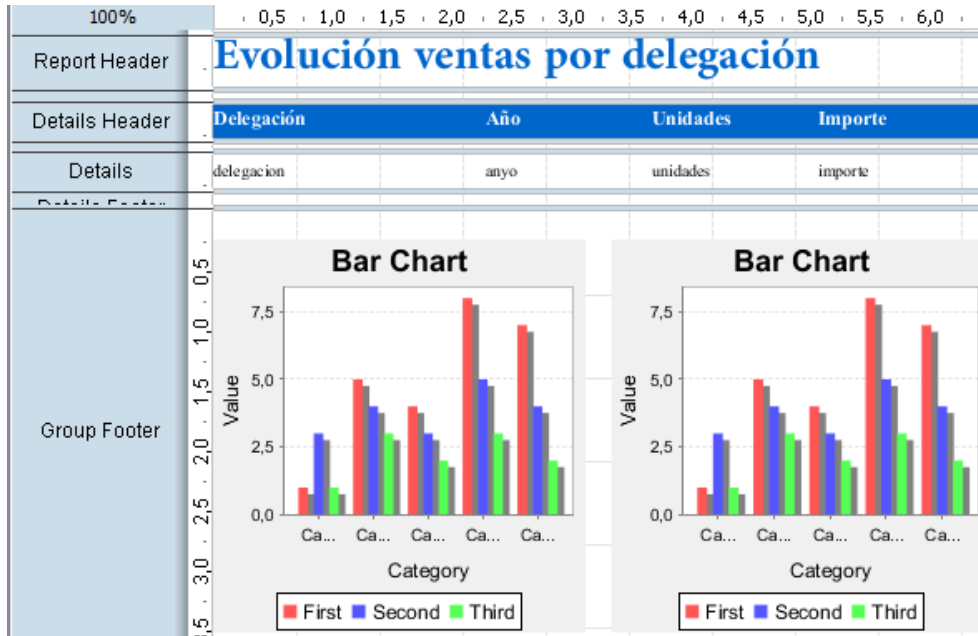 100%
0,5 1,0 1,5 2,0 2,5 3,0 3,5 4,0 4,5 5,0 5,5 6,0
Report Header
Evolución ventas por delegación
Details Header
Delegación Año Unidades Importe
Details
delegacion anyo unidades importe
Details Footer
Group Footer
0,5
1,0
1,5
2,0
2,5
3,0
Bar Chart
Value
7,5
5,0
2,5
0,0
Ca... Ca... Ca... Ca... Ca...
Category
First Second Third
Bar Chart
Value
7,5
5,0
2,5
0,0
Ca... Ca... Ca... Ca... Ca...
Category
First Second Third